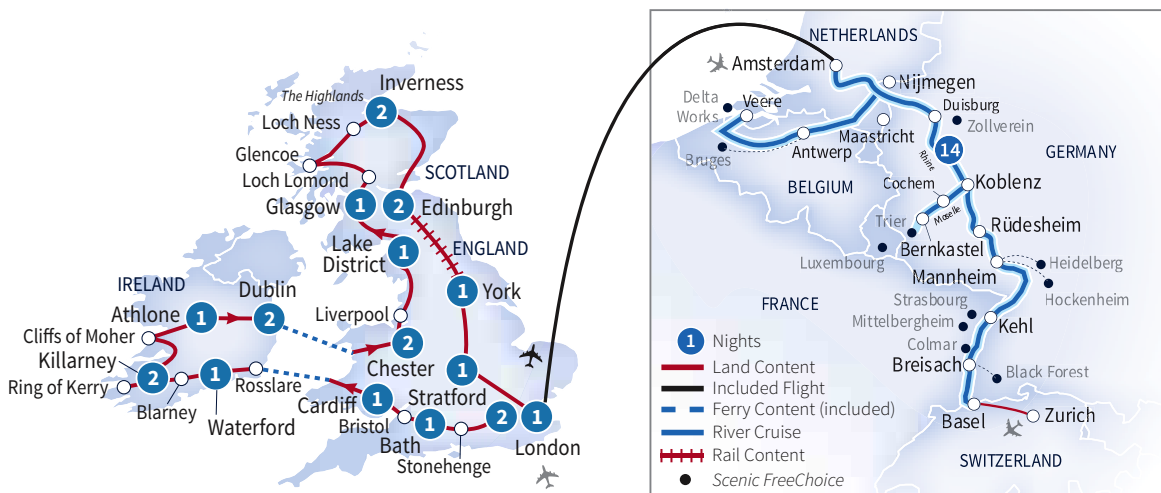 Inverness
The Highlands
2
Loch Ness
Glencoe
Loch Lomond
SCOTLAND
Glasgow
1
2
Edinburgh
ENGLAND
Lake
District
1
IRELAND
Dublin
1
York
Athlone
1
2
Liverpool
Cliffs of Moher
2
Killarney
Chester
1
Ring of Kerry
2
1
Rosslare
Stratford
Blarney
Cardiff
1
Waterford
Bristol
1
2
1
Bath
London
Stonehenge
NETHERLANDS
Amsterdam
Nijmegen
Delta
Works
Veere
Duisburg
Zollverein
Maastricht
Bruges
Antwerp
14
GERMANY
Rhine
BELGIUM
Cochem
Koblenz
Trier
Moselle
Bernkastel
Rüdesheim
Luxembourg
Mannheim
Heidelberg
FRANCE
Strasbourg
Hockenheim
Mittelbergheim
Kehl
Colmar
Breisach
Black Forest
Basel
Zurich
SWITZERLAND
1 Nights
Land Content
Included Flight
Ferry Content (included)
River Cruise
Rail Content
Scenic FreeChoice